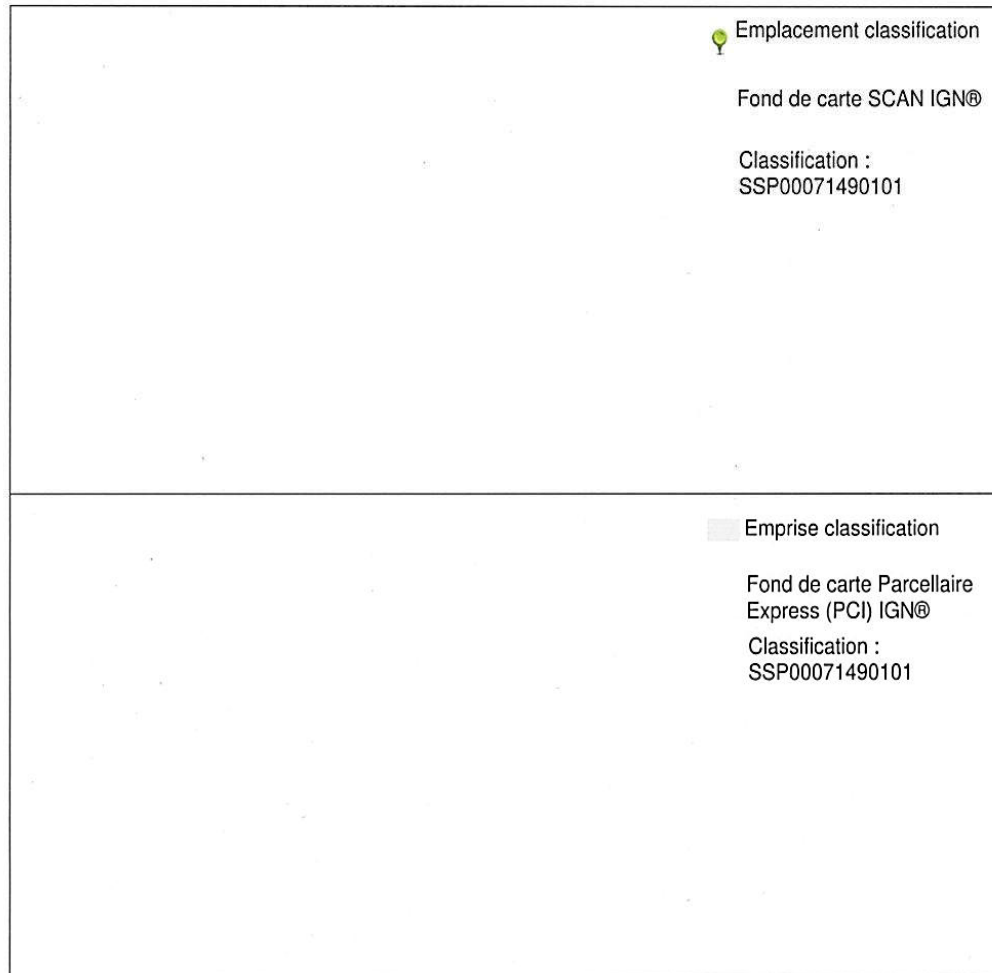 Emplacement classification
Fond de carte SCAN IGN®
Classification :
SSP00071490101
Emprise classification
Fond de carte Parcellaire
Express (PCI) IGN®
Classification :
SSP00071490101